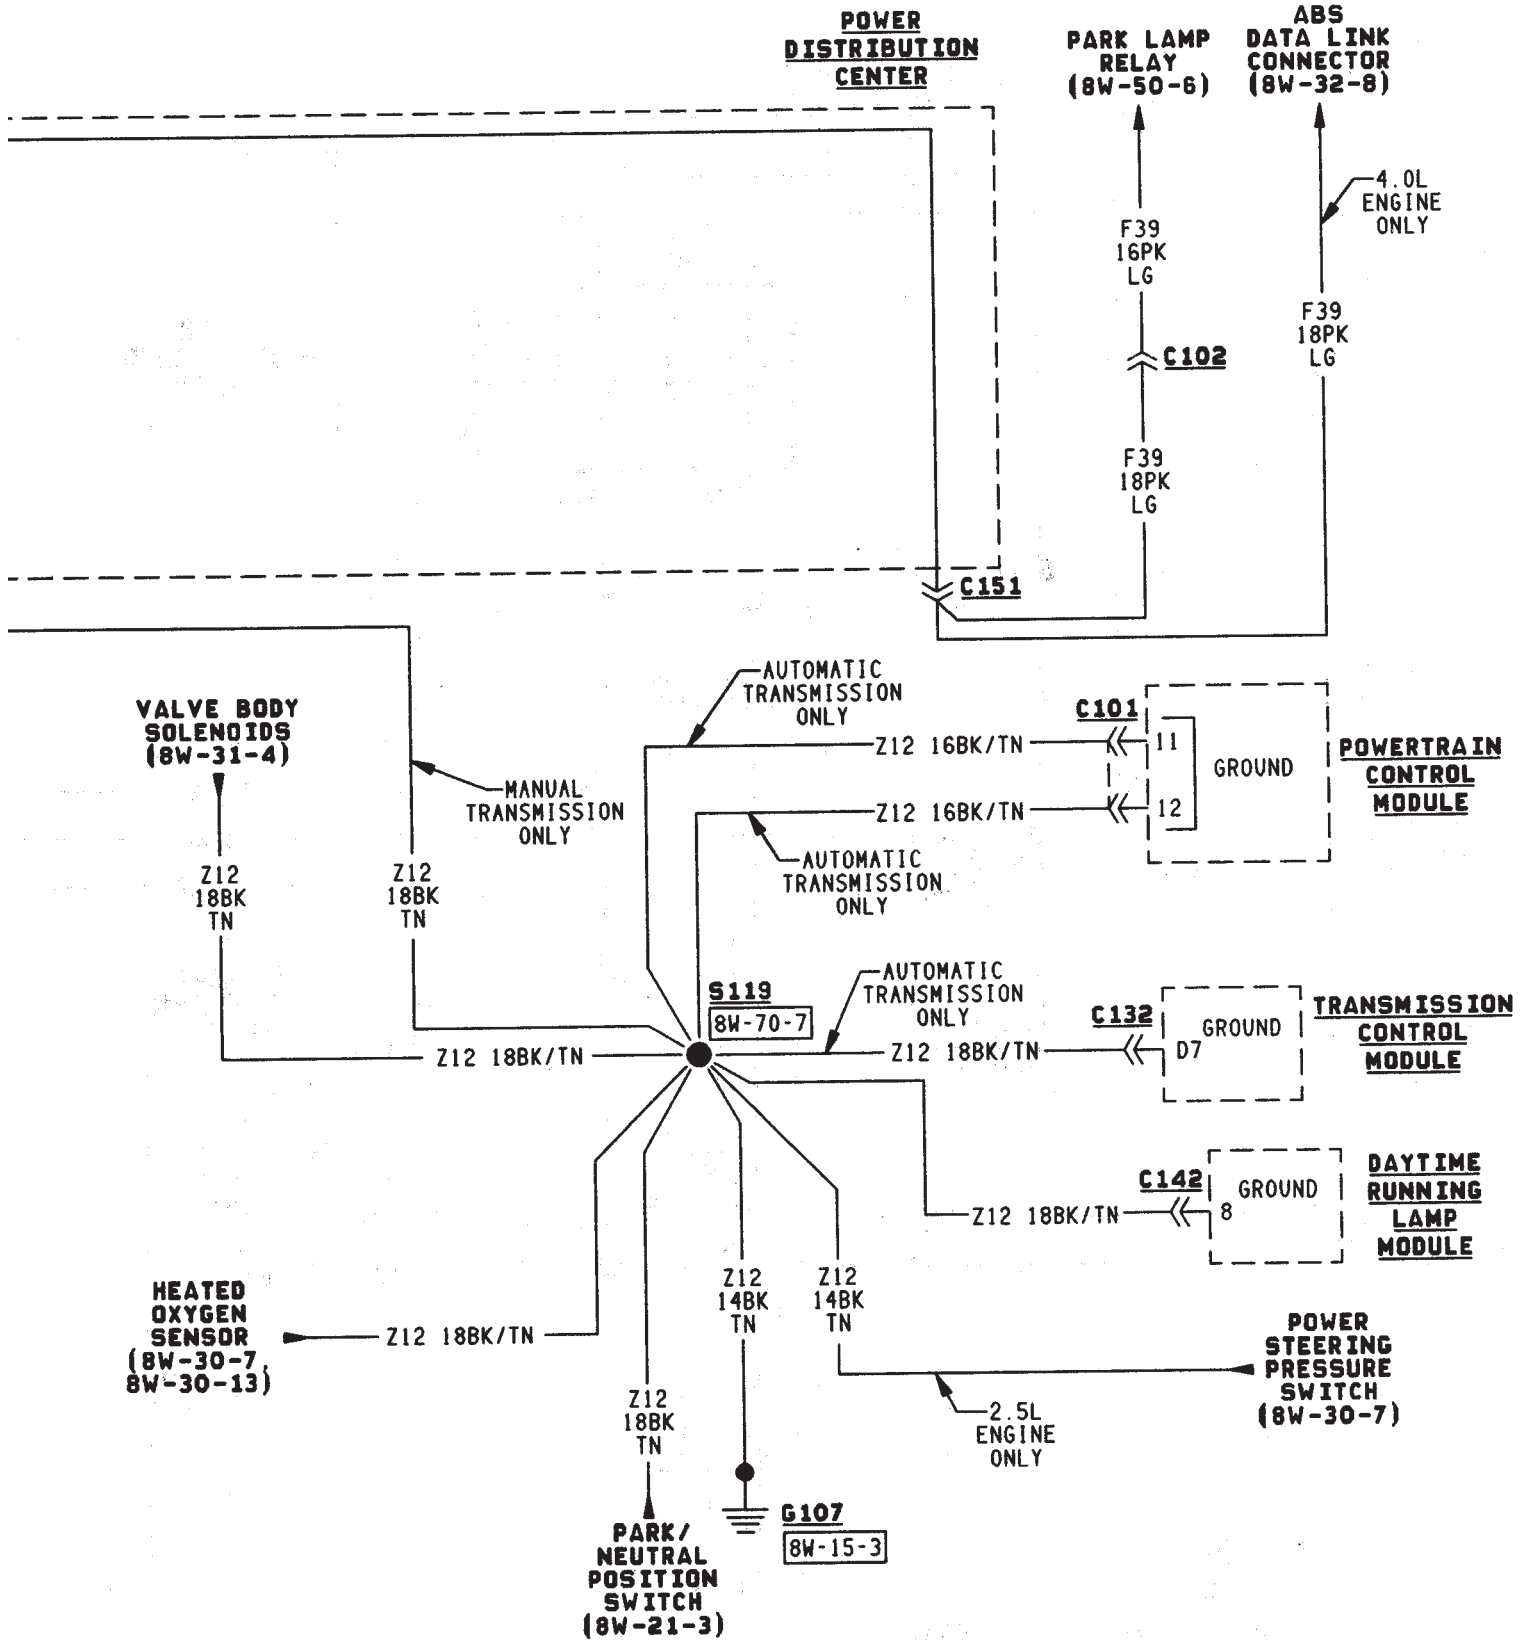 POWER
DISTRIBUTION
CENTER
PARK LAMP
RELAY
(8W-50-6)
ABS
DATA LINK
CONNECTOR
(8W-32-8)
4.0L
ENGINE
ONLY
F39
16PK
LG
F39
18PK
LG
C102
F39
18PK
LG
C151
VALVE BODY
SOLENOIDS
(8W-31-4)
MANUAL
TRANSMISSION
ONLY
AUTOMATIC
TRANSMISSION
ONLY
C101
Z12 16BK/TN
11
GROUND
POWERTRAIN
CONTROL
MODULE
Z12 16BK/TN
12
AUTOMATIC
TRANSMISSION
ONLY
Z12
18BK
TN
Z12
18BK
TN
S119
8W-70-7
AUTOMATIC
TRANSMISSION
ONLY
C132
GROUND
TRANSMISSION
CONTROL
MODULE
Z12 18BK/TN
Z12 18BK/TN
D7
C142
GROUND
DAYTIME
RUNNING
LAMP
MODULE
Z12 18BK/TN
8
HEATED
OXYGEN
SENSOR
(8W-30-7,
8W-30-13)
Z12 18BK/TN
Z12
14BK
TN
Z12
14BK
TN
POWER
STEERING
PRESSURE
SWITCH
(8W-30-7)
Z12
18BK
TN
2.5L
ENGINE
ONLY
G107
8W-15-3
PARK/
NEUTRAL
POSITION
SWITCH
(8W-21-3)